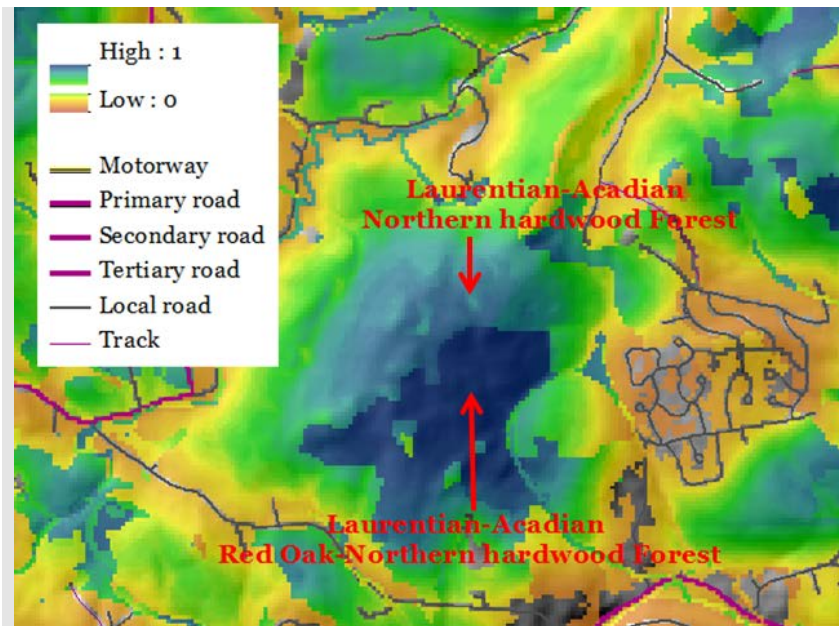 High : 1
Low : 0
Motorway
Primary road
Secondary road
Tertiary road
Local road
Track
Laurentian-Acadian
Northern hardwood Forest
Laurentian-Acadian
Red Oak-Northern hardwood Forest